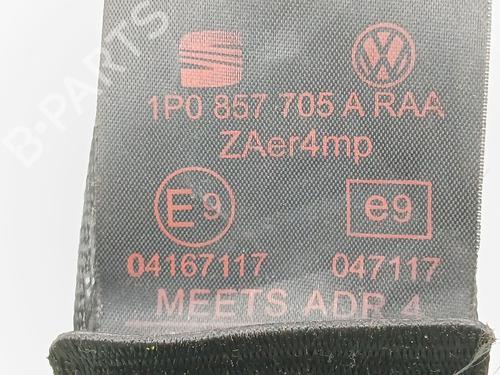 B-PARTS
1P0 857 705 A RAA
ZAer4mp
E9 e9
04167117 047117
MEETS ADR 4